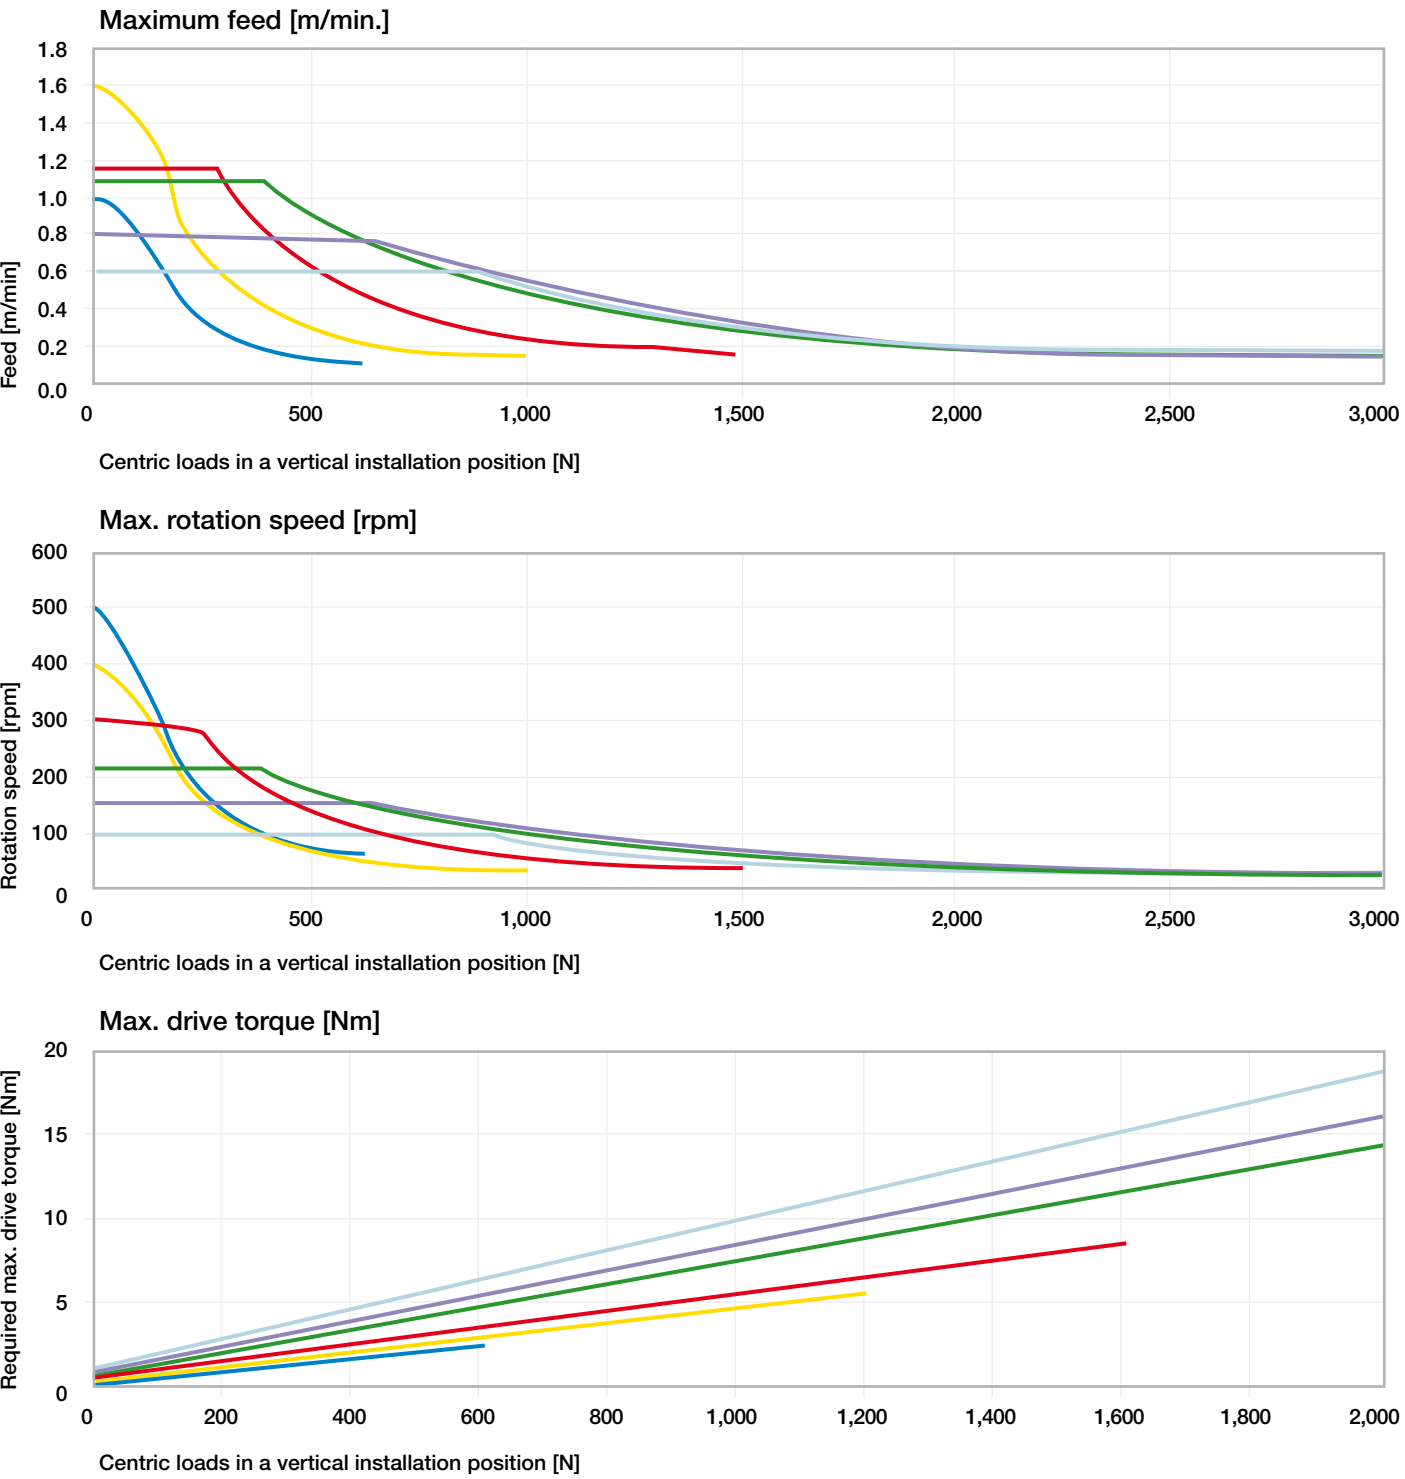 Maximum feed [m/min.]
Feed [m/min]
1.8
1.6
1.4
1.2
1.0
0.8
0.6
0.4
0.2
0.0
0 500 1,000 1,500 2,000 2,500 3,000
Centric loads in a vertical installation position [N]
Max. rotation speed [rpm]
Rotation speed [rpm]
600
500
400
300
200
100
0
0 500 1,000 1,500 2,000 2,500 3,000
Centric loads in a vertical installation position [N]
Max. drive torque [Nm]
Required max. drive torque [Nm]
20
15
10
5
0
0 200 400 600 800 1,000 1,200 1,400 1,600 1,800 2,000
Centric loads in a vertical installation position [N]